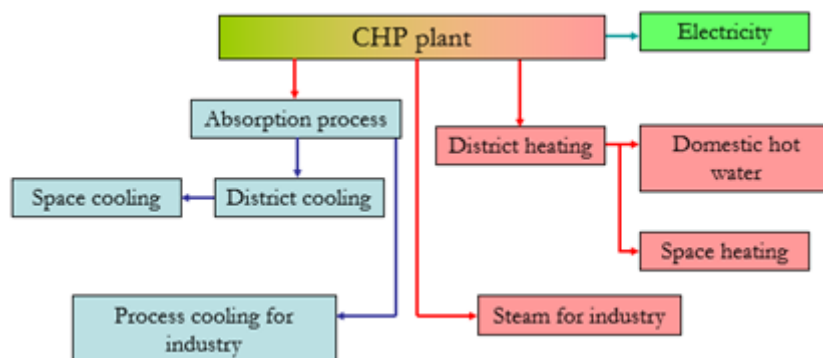 CHP plant
Electricity
Absorption process
District heating
Domestic hot
water
Space cooling
District cooling
Space heating
Process cooling for
industry
Steam for industry